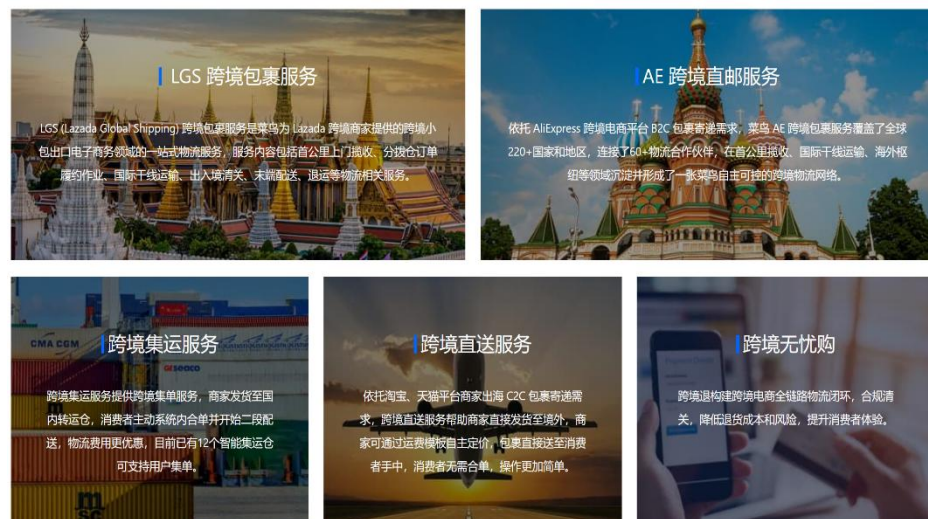 LGS 跨境包裹服务
LGS (Lazada Global Shipping) 跨境包裹服务是菜鸟为 Lazada 跨境商家提供的跨境小
包出口电子商务领域的一站式物流服务，服务内容包括首公里上门揽收、分拨仓订单
履约作业、国际干线运输、出入境清关、末端配送、退运等物流相关服务。
AE 跨境直邮服务
依托 AliExpress 跨境电商平台 B2C 包裹寄递需求，菜鸟 AE 跨境包裹服务覆盖了全球
220+国家和地区，连接了60+物流合作伙伴，在首公里揽收、国际干线运输、海外枢
纽等领域沉淀并形成了一张菜鸟自主可控的跨境物流网络。
跨境集运服务
跨境集运服务提供跨境集单服务，商家发货至国
内转运仓，消费者主动系统内合单并开始二段配
送，物流费用更优惠，目前已有12个智能集运仓
可支持用户集单。
CMA CGM
seaco
m
SC
跨境直送服务
依托淘宝、天猫平台商家出海 C2C 包裹寄递需
求，跨境直送服务帮助商家直接发货至境外，商
家可通过运费模板自主定价，包裹直接送至消费
者手中，消费者无需合单，操作更加简单。
跨境无忧购
跨境退构建跨境电商全链路物流闭环，合规清
关，降低退货成本和风险，提升消费者体验。